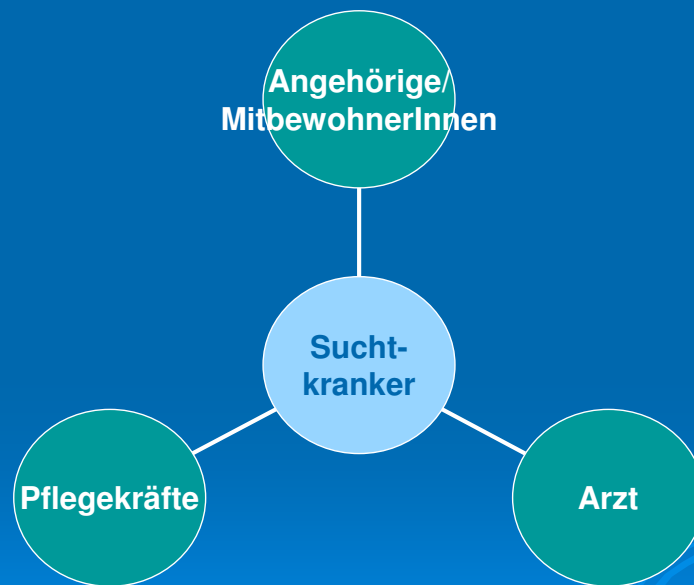 Angehörige/
MitbewohnerInnen
Sucht-
kranker
Pflegekräfte
Arzt